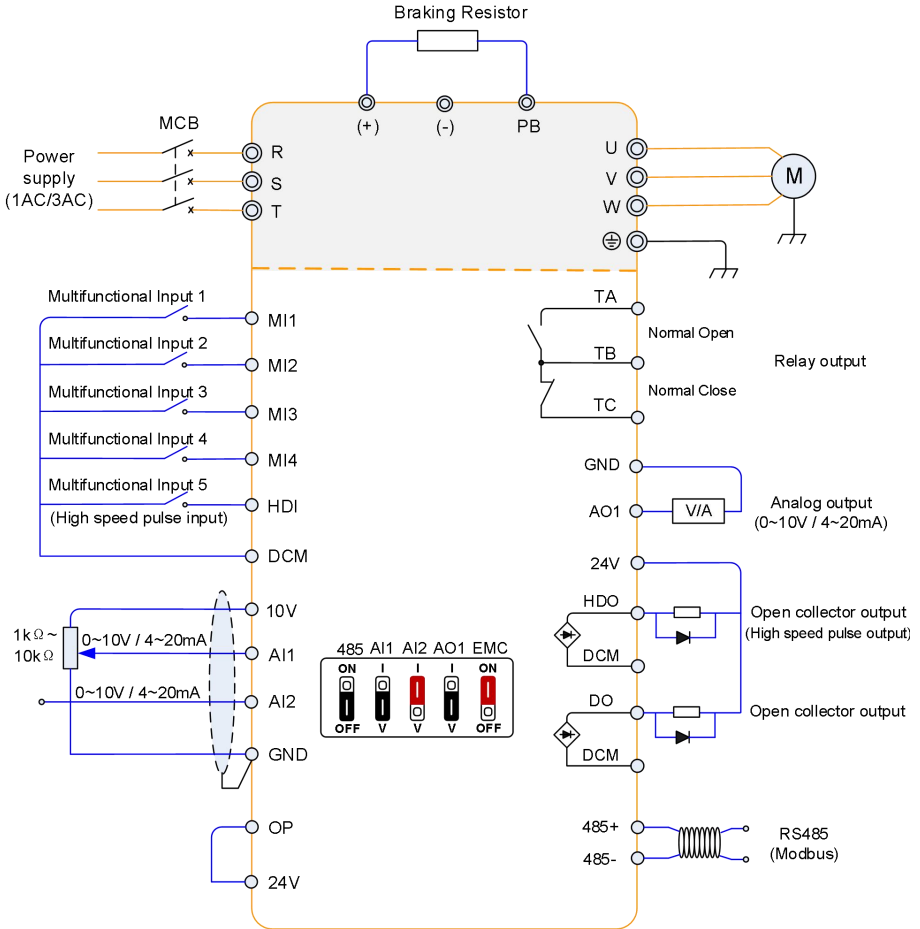 Braking Resistor
(+)
(-)
PB
MCB
Power
supply
(1AC/3AC)
R
S
T
U
V
W
M
Multifunctional Input 1
MI1
Multifunctional Input 2
MI2
Multifunctional Input 3
MI3
Multifunctional Input 4
MI4
Multifunctional Input 5
(High speed pulse input)
HDI
DCM
TA
Normal Open
TB
Relay output
Normal Close
TC
GND
AO1
V/A
Analog output
(0~10V / 4~20mA)
24V
HDO
Open collector output
(High speed pulse output)
DCM
DO
Open collector output
DCM
10V
1kΩ~
10kΩ
0~10V / 4~20mA
AI1
0~10V / 4~20mA
AI2
GND
485 AI1 AI2 AO1 EMC
ON I I I ON
OFF V V V OFF
OP
24V
485+
485-
RS485
(Modbus)